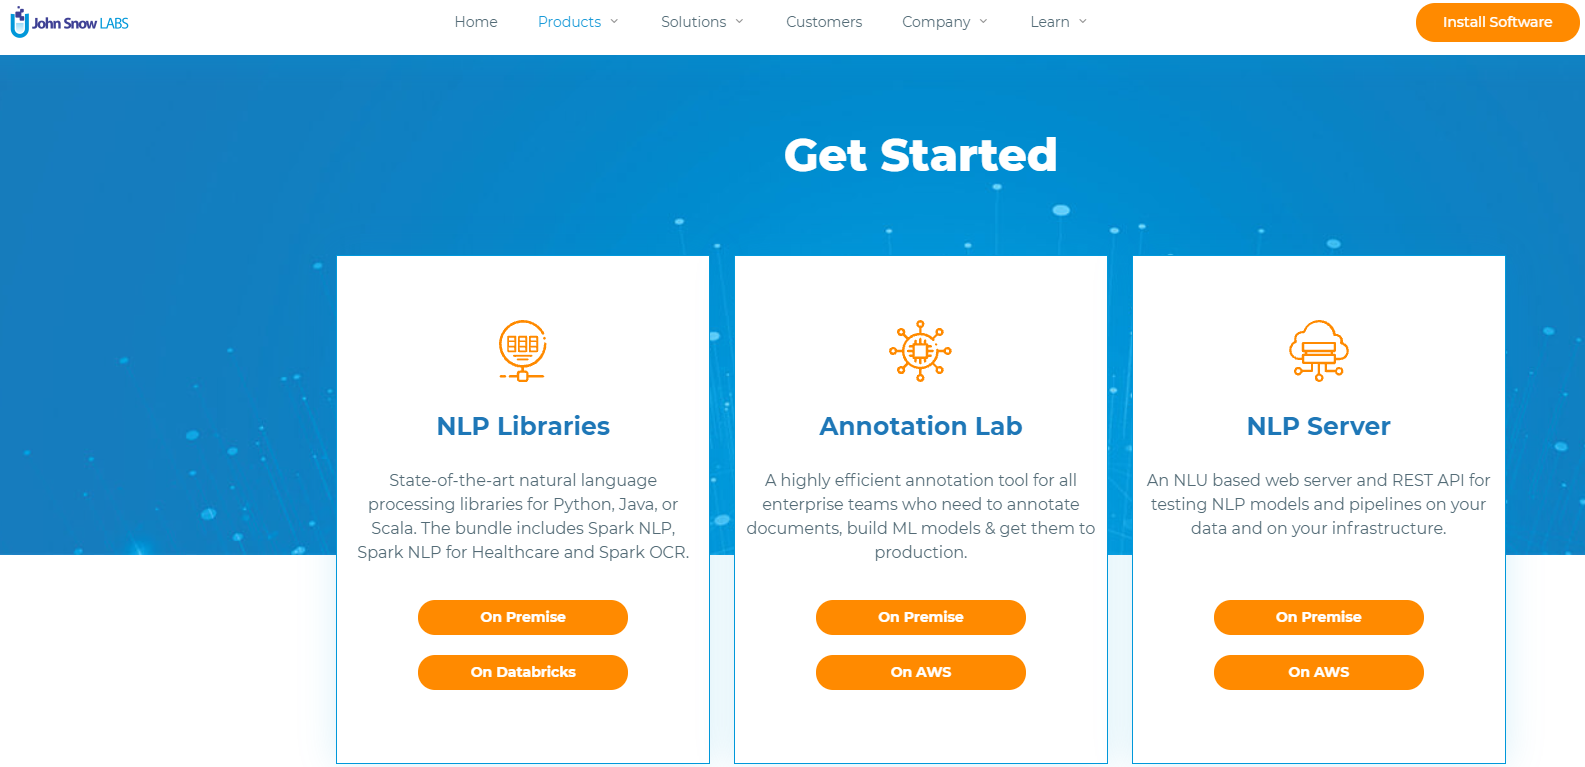 John Snow LABS
Home
Products
Solutions
Customers
Company
Learn
Install Software
Get Started
NLP Libraries
State-of-the-art natural language
processing libraries for Python, Java, or
Scala. The bundle includes Spark NLP,
Spark NLP for Healthcare and Spark OCR.
On Premise
On Databricks
Annotation Lab
A highly efficient annotation tool for all
enterprise teams who need to annotate
documents, build ML models & get them to
production.
On Premise
On AWS
NLP Server
An NLU based web server and REST API for
testing NLP models and pipelines on your
data and on your infrastructure.
On Premise
On AWS